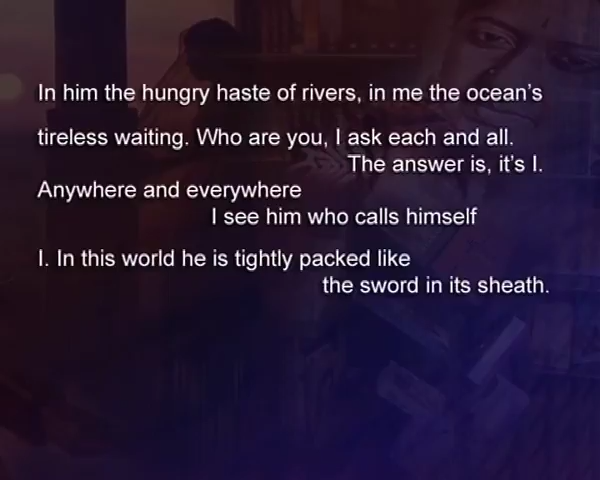 In him the hungry haste of rivers, in me the ocean's
tireless waiting. Who are you, I ask each and all.
The answer is, it's I.
Anywhere and everywhere
I see him who calls himself
I. In this world he is tightly packed like
the sword in its sheath.